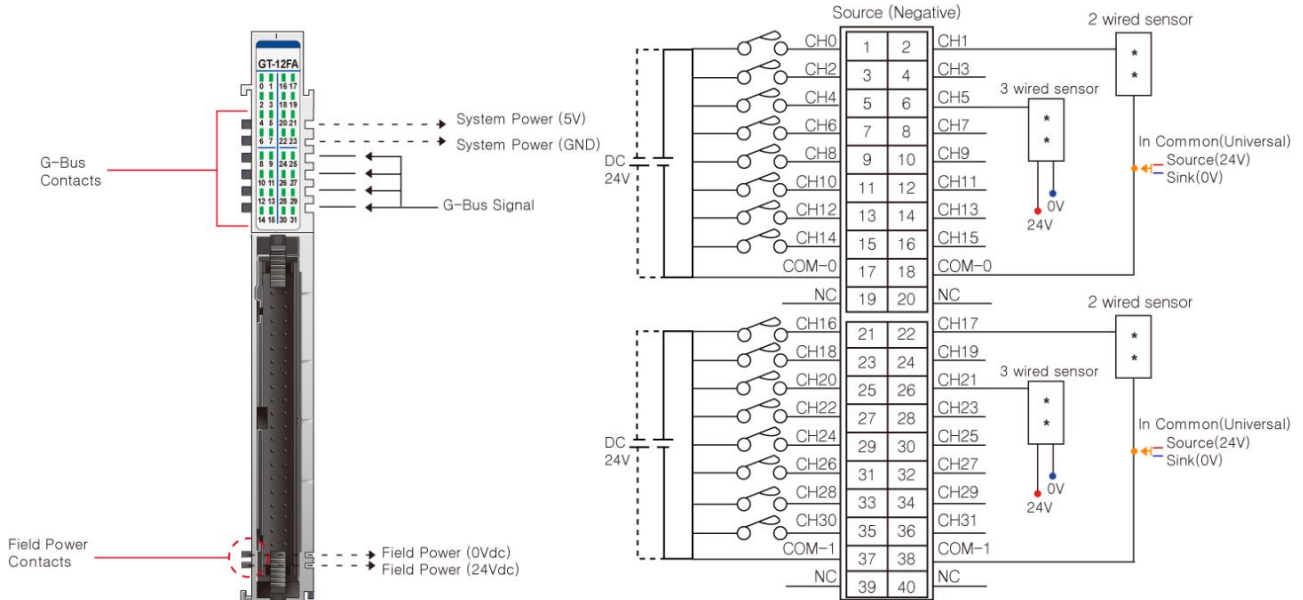 GT-12FA
0 1 16 17
2 3 18 19
4 5 20 21
6 7 22 23
8 9 24 25
10 11 26 27
12 13 28 29
14 15 30 31
G-Bus
Contacts
System Power (5V)
System Power (GND)
G-Bus Signal
Field Power
Contacts
Field Power (0Vdc)
Field Power (24Vdc)
Source (Negative)
DC
24V
CH0 1 2 CH1
CH2 3 4 CH3
CH4 5 6 CH5
CH6 7 8 CH7
CH8 9 10 CH9
CH10 11 12 CH11
CH12 13 14 CH13
CH14 15 16 CH15
COM-0 17 18 COM-0
NC 19 20 NC
2 wired sensor
* *
3 wired sensor
* *
0V
24V
In Common(Universal)
Source(24V)
Sink(0V)
DC
24V
CH16 21 22 CH17
CH18 23 24 CH19
CH20 25 26 CH21
CH22 27 28 CH23
CH24 29 30 CH25
CH26 31 32 CH27
CH28 33 34 CH29
CH30 35 36 CH31
COM-1 37 38 COM-1
NC 39 40 NC
2 wired sensor
* *
3 wired sensor
* *
0V
24V
In Common(Universal)
Source(24V)
Sink(0V)